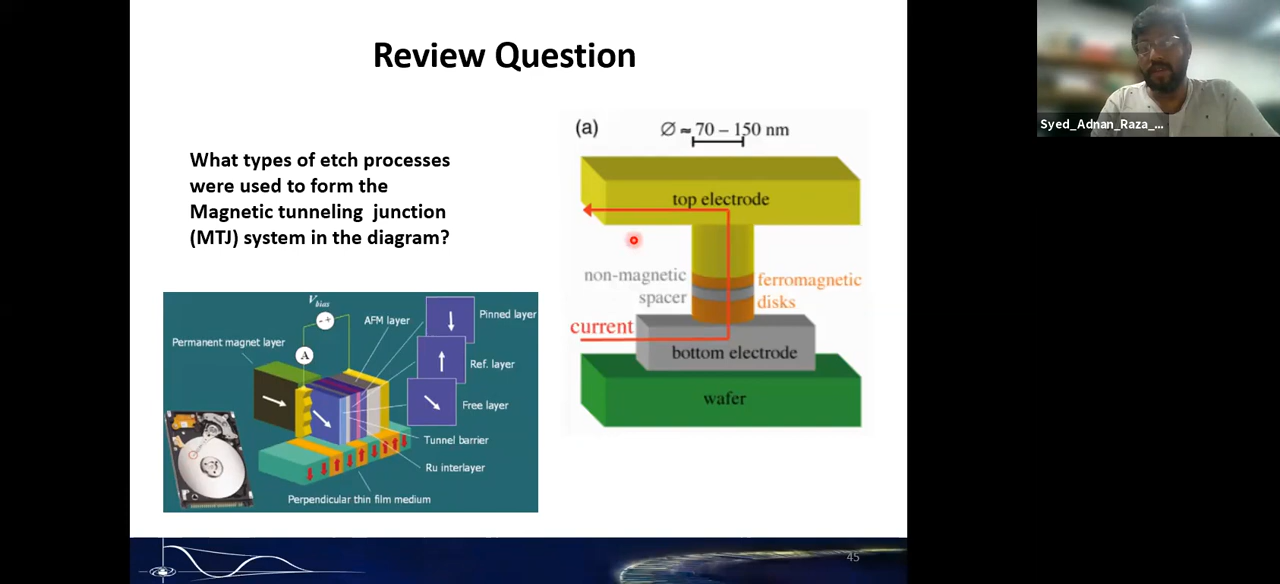 Review Question
What types of etch processes
were used to form the
Magnetic tunneling junction
(MTJ) system in the diagram?
(a)
Ø ≈ 70 – 150 nm
top electrode
non-magnetic
spacer
ferromagnetic
disks
current
bottom electrode
wafer
Vbias
- +
A
AFM layer
Pinned layer
Permanent magnet layer
Ref. layer
Free layer
Tunnel barrier
Ru interlayer
Perpendicular thin film medium
45
Syed_Adnan_Raza_...